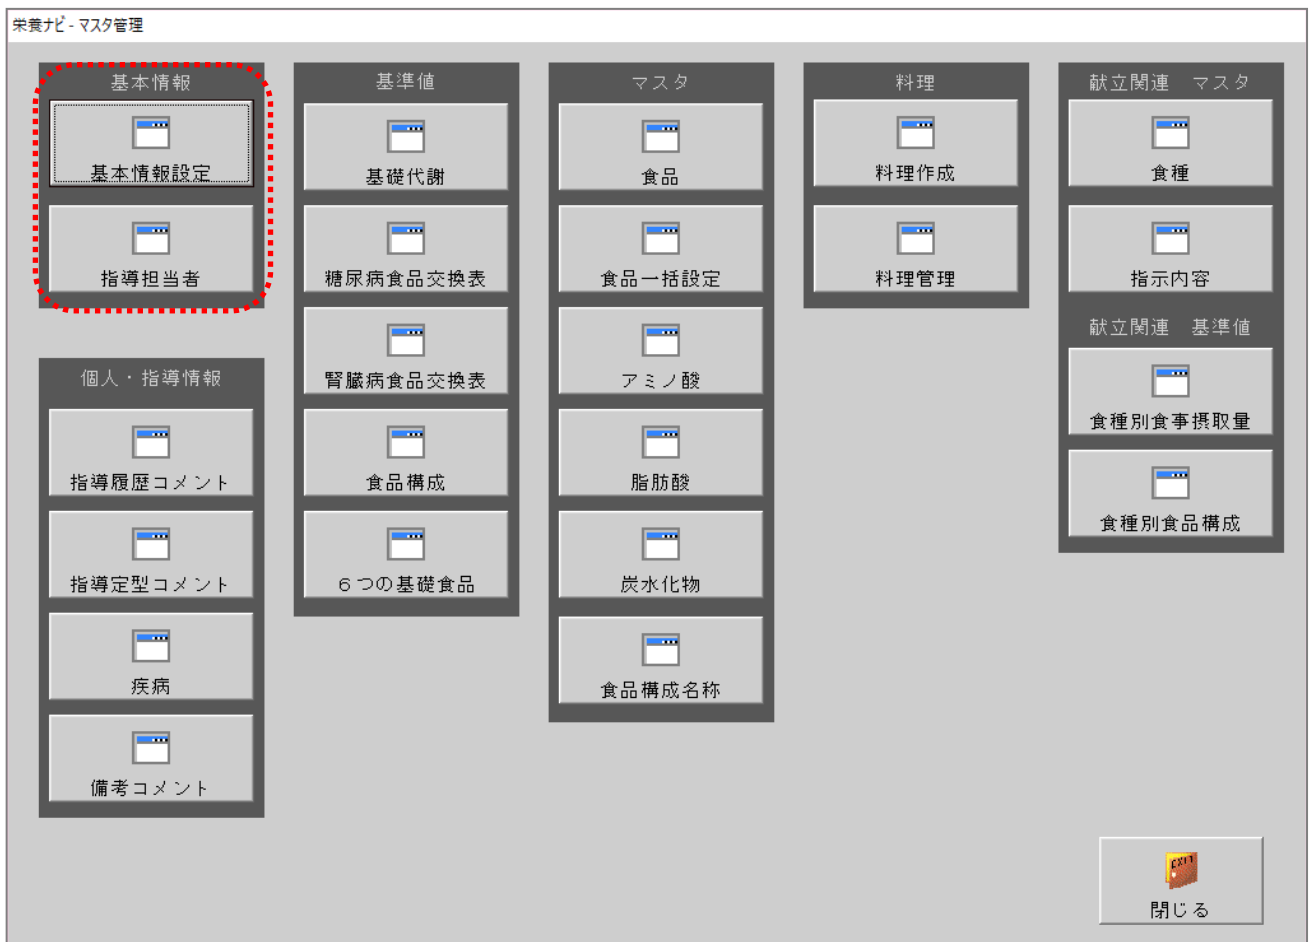 栄養ナビ - マスタ管理
基本情報
基本情報設定
指導担当者
個人・指導情報
指導履歴コメント
指導定型コメント
疾病
備考コメント
基準値
基礎代謝
糖尿病食品交換表
腎臓病食品交換表
食品構成
６つの基礎食品
マスタ
食品
食品一括設定
アミノ酸
脂肪酸
炭水化物
食品構成名称
料理
料理作成
料理管理
献立関連　マスタ
食種
指示内容
献立関連　基準値
食種別食事摂取量
食種別食品構成
EXIT
閉じる